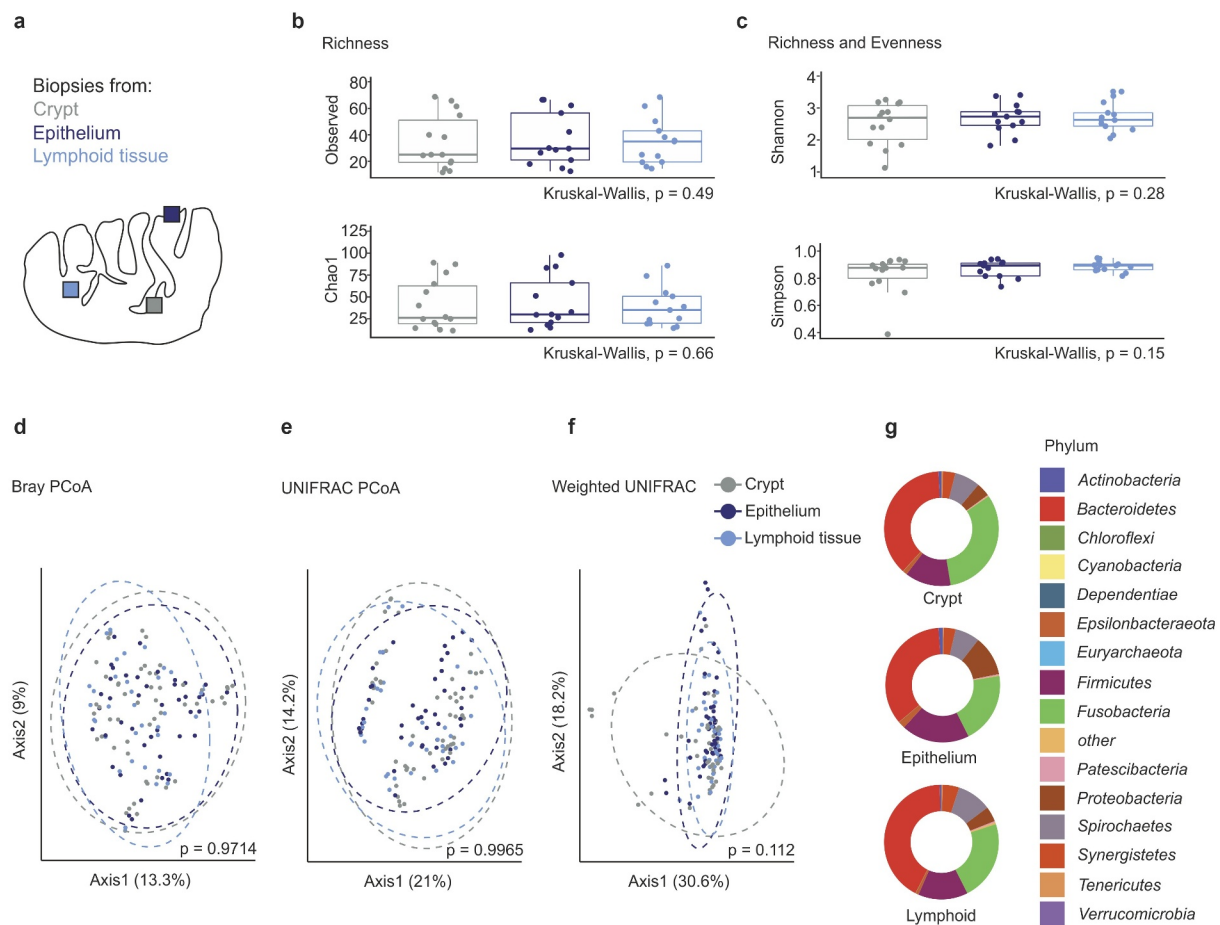 a
Biopsies from:
Crypt
Epithelium
Lymphoid tissue
b
Richness
Observed
80
60
40
20
Kruskal-Wallis, p = 0.49
Chao1
125
100
50
25
Kruskal-Wallis, p = 0.66
c
Richness and Evenness
Shannon
4
3
2
1
Kruskal-Wallis, p = 0.28
Simpson
1.0
0.8
0.6
0.4
Kruskal-Wallis, p = 0.15
d
Bray PCoA
Axis2 (9%)
p = 0.9714
Axis1 (13.3%)
e
UNIFRAC PCoA
Axis2 (14.2%)
p = 0.9965
Axis1 (21%)
f
Weighted UNIFRAC
Crypt
Epithelium
Lymphoid tissue
Axis2 (18.2%)
p = 0.112
Axis1 (30.6%)
g
Crypt
Epithelium
Lymphoid
Phylum
Actinobacteria
Bacteroidetes
Chloroflexi
Cyanobacteria
Dependentiae
Epsilonbacteraeota
Euryarchaeota
Firmicutes
Fusobacteria
other
Patescibacteria
Proteobacteria
Spirochaetes
Synergistetes
Tenericutes
Verrucomicrobia